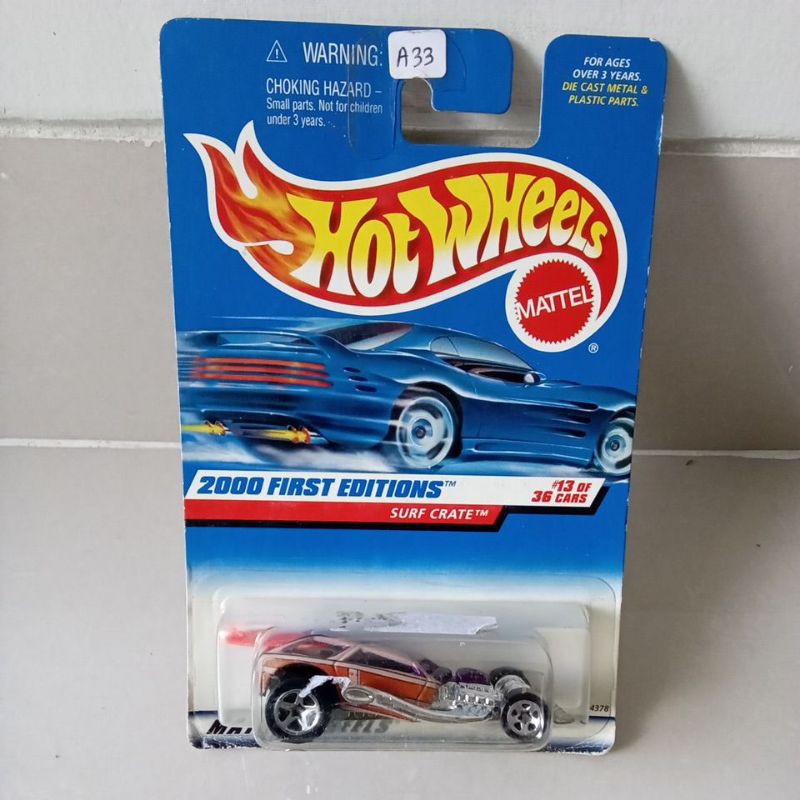 A33
⚠ WARNING:
CHOKING HAZARD –
Small parts. Not for children
under 3 years.
FOR AGES
OVER 3 YEARS.
DIE CAST METAL &
PLASTIC PARTS.
HOT WHEELS
MATTEL
®
2000 FIRST EDITIONS™
#13 OF
36 CARS
SURF CRATE™
4378